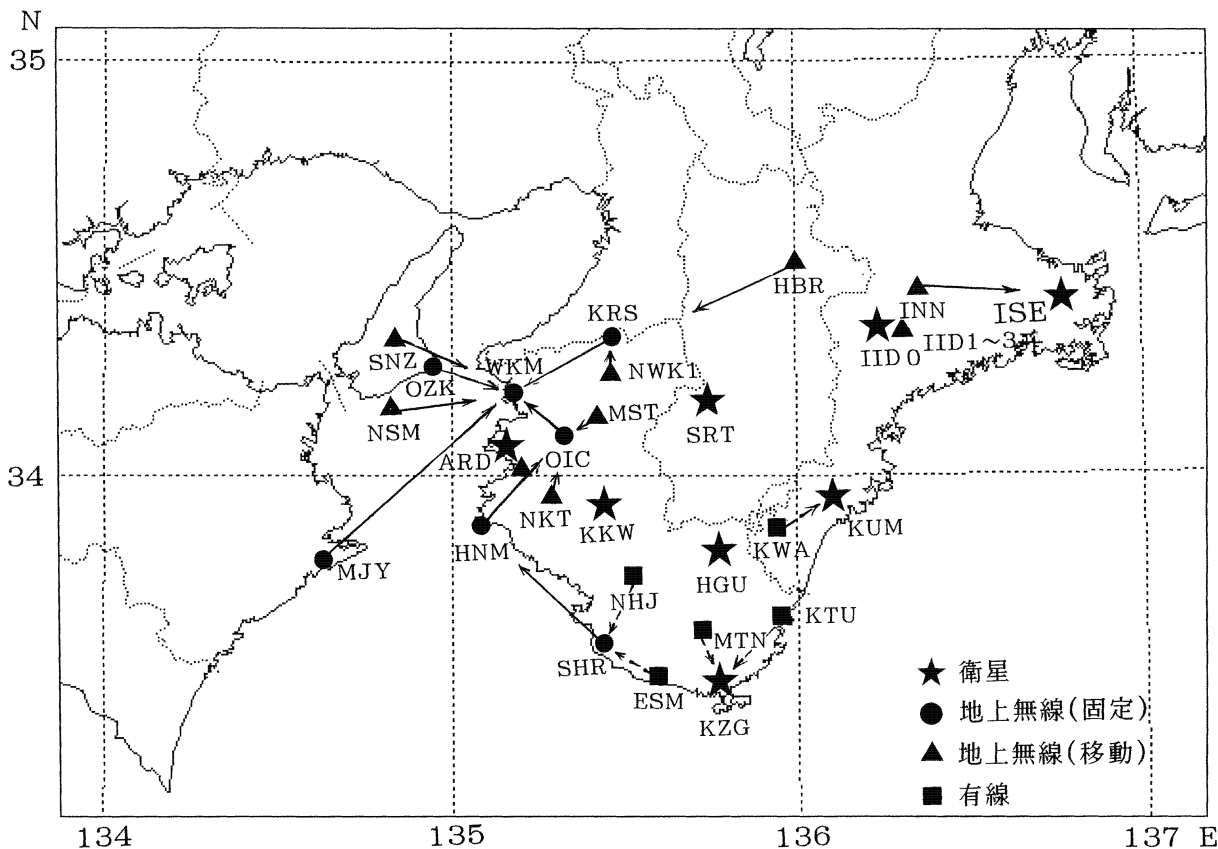 N
35
HBR
KRS
INN
ISE
SNZ
WKM
IID0
IID1～3
OZK
NWK1
NSM
MST
SRT
34
ARD
OIC
NKT
KKW
KWA
KUM
HNM
MJY
HGU
NHJ
KTU
MTN
SHR
ESM
KZG
衛星
地上無線(固定)
地上無線(移動)
有線
134
135
136
137 E